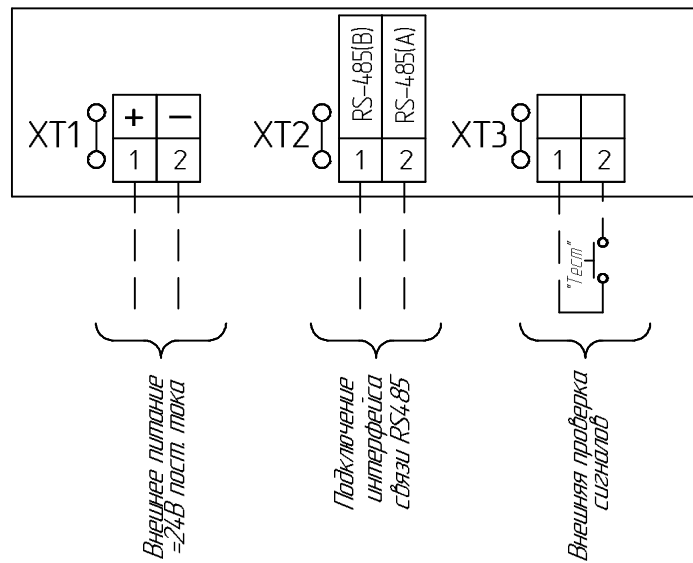 XT1
+ −
1 2
XT2
RS-485(B)
RS-485(A)
1 2
XT3
1 2
"Тест"
Внешнее питание
=24В пост. тока
Подключение
интерфейса
связи RS485
Внешняя проверка
сигналов